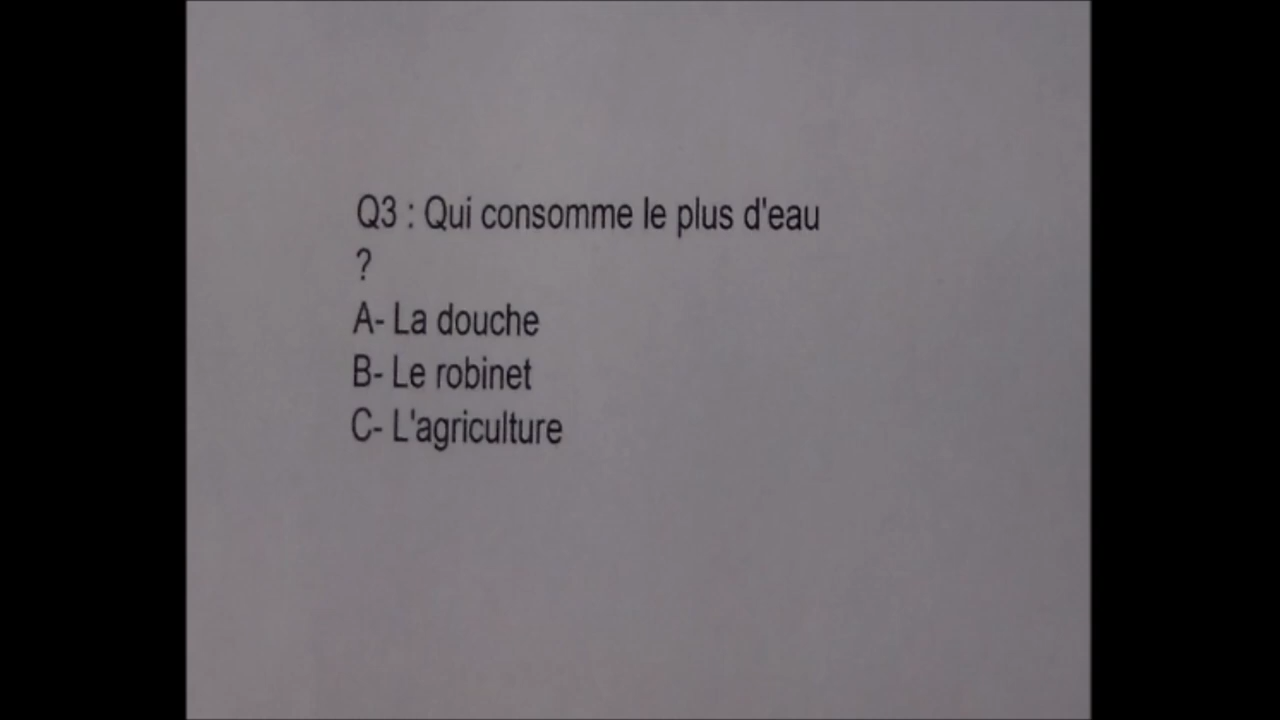 Q3 : Qui consomme le plus d'eau
?
A- La douche
B- Le robinet
C- L'agriculture